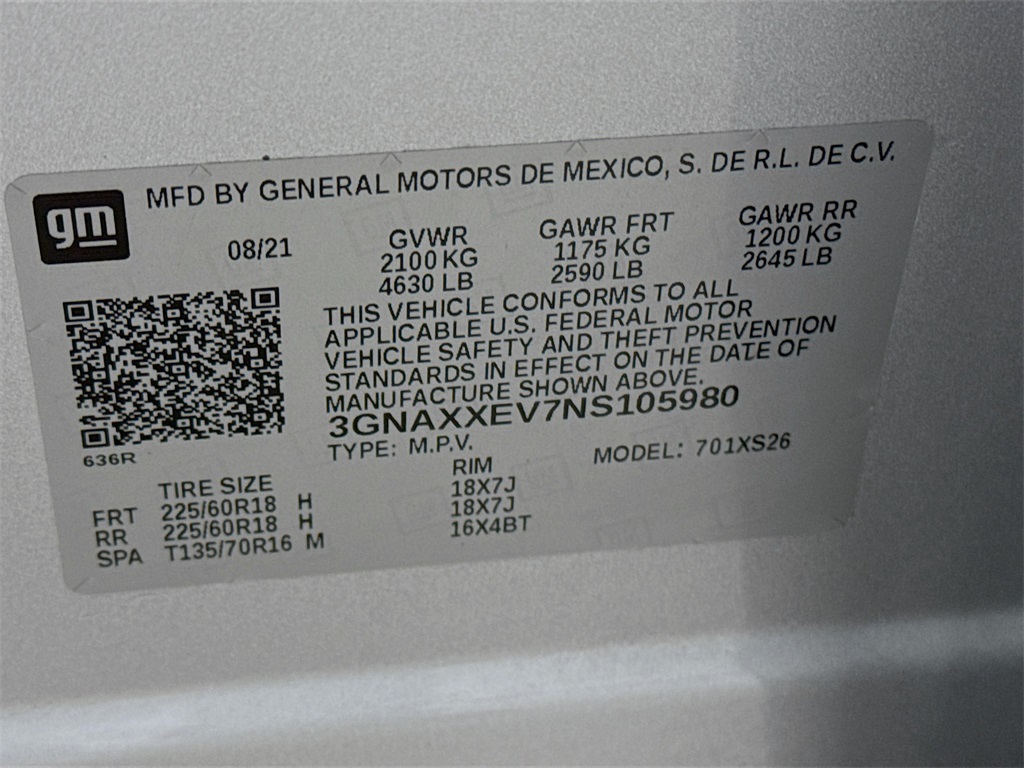 gm
MFD BY GENERAL MOTORS DE MEXICO, S. DE R.L. DE C.V.
08/21
GVWR GAWR FRT GAWR RR
2100 KG 1175 KG 1200 KG
4630 LB 2590 LB 2645 LB
THIS VEHICLE CONFORMS TO ALL
APPLICABLE U.S. FEDERAL MOTOR
VEHICLE SAFETY AND THEFT PREVENTION
STANDARDS IN EFFECT ON THE DATE OF
MANUFACTURE SHOWN ABOVE.
3GNAXXEV7NS105980
636R
TYPE: M.P.V. MODEL: 701XS26
TIRE SIZE RIM
FRT 225/60R18 H 18X7J
RR 225/60R18 H 18X7J
SPA T135/70R16 M 16X4BT